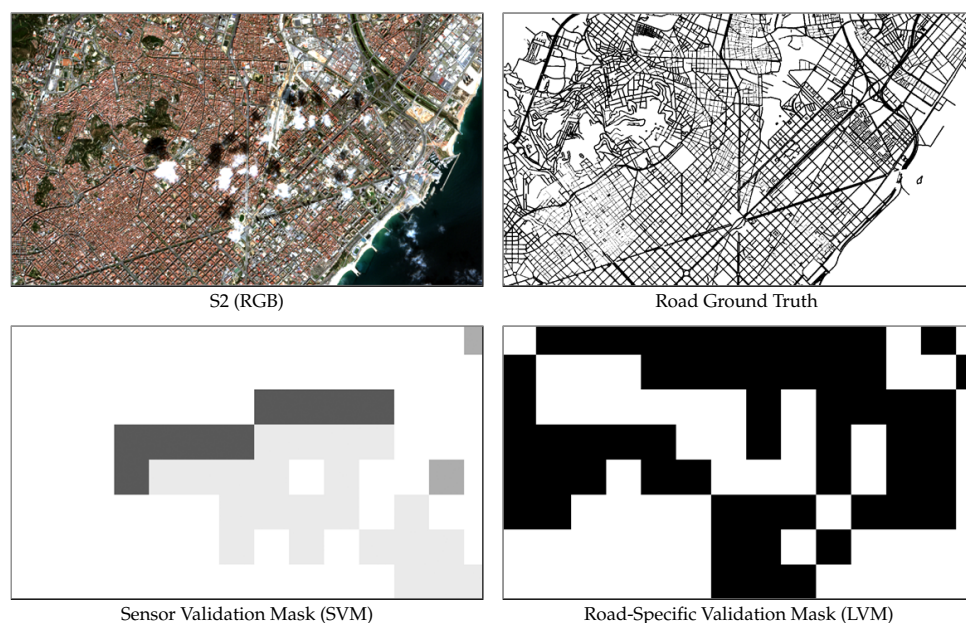 S2 (RGB)
Road Ground Truth
Sensor Validation Mask (SVM)
Road-Specific Validation Mask (LVM)